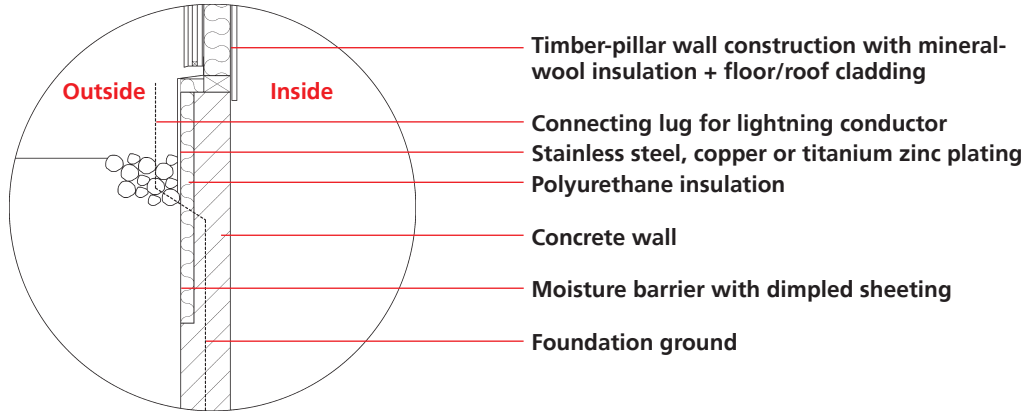 Timber-pillar wall construction with mineral-
wool insulation + floor/roof cladding
Outside
Inside
Connecting lug for lightning conductor
Stainless steel, copper or titanium zinc plating
Polyurethane insulation
Concrete wall
Moisture barrier with dimpled sheeting
Foundation ground